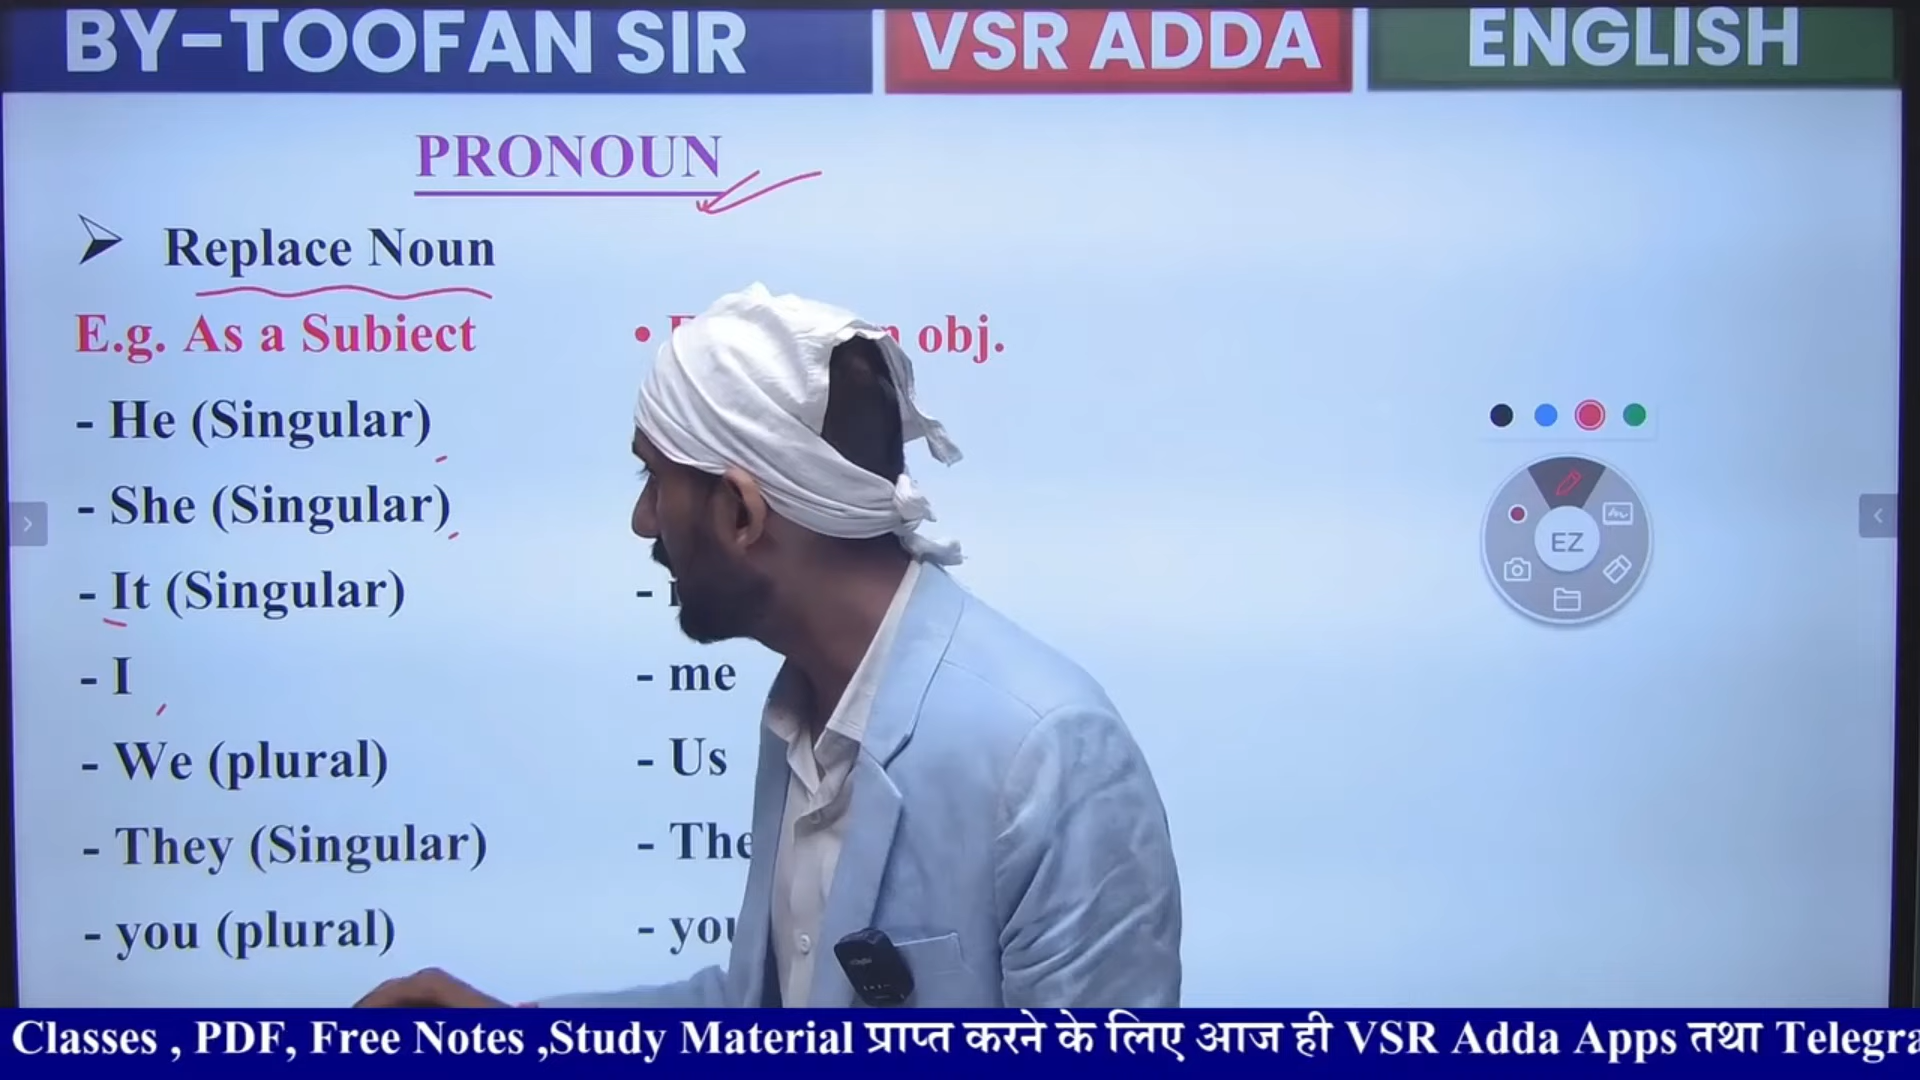 BY-TOOFAN SIR VSR ADDA ENGLISH
PRONOUN
➤ Replace Noun
E.g. As a Subiect
• obj.
- He (Singular)
- She (Singular)
- It (Singular)
- I
- me
- We (plural)
- Us
- They (Singular)
- you (plural)
EZ
Classes , PDF, Free Notes ,Study Material प्राप्त करने के लिए आज ही VSR Adda Apps तथा